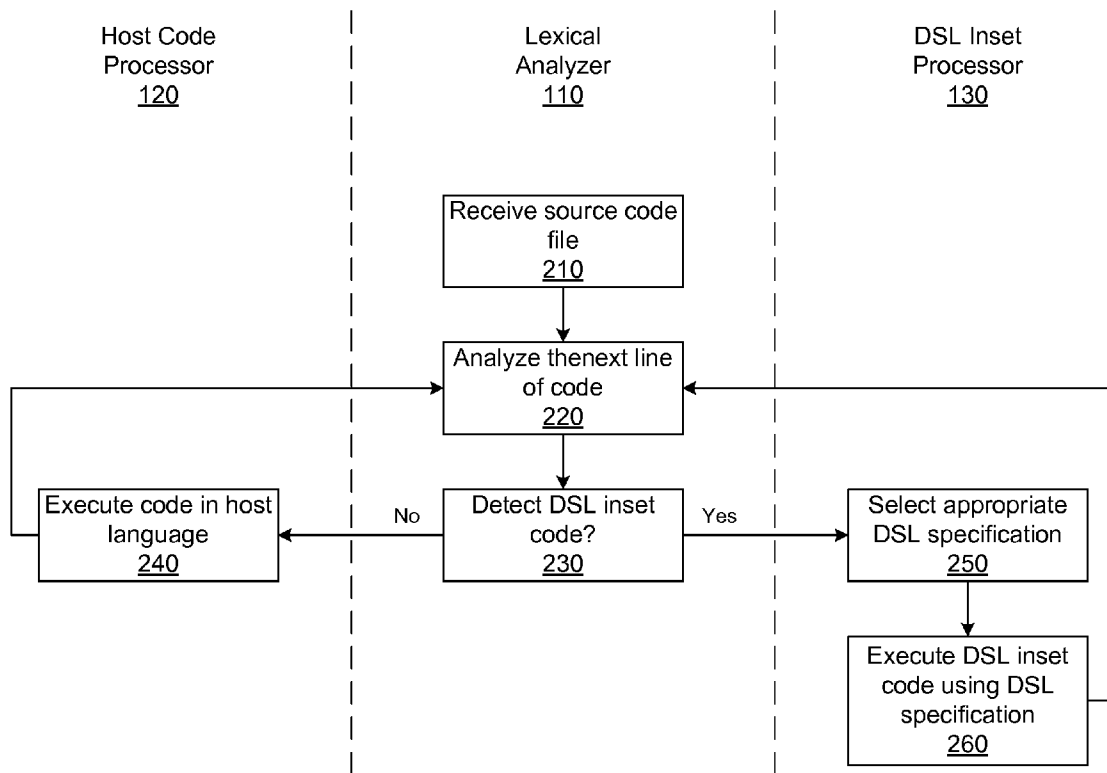 Host Code
Processor
120
Lexical
Analyzer
110
DSL Inset
Processor
130
Receive source code
file
210
Analyze thenext line
of code
220
Execute code in host
language
240
No
Detect DSL inset
code?
230
Yes
Select appropriate
DSL specification
250
Execute DSL inset
code using DSL
specification
260